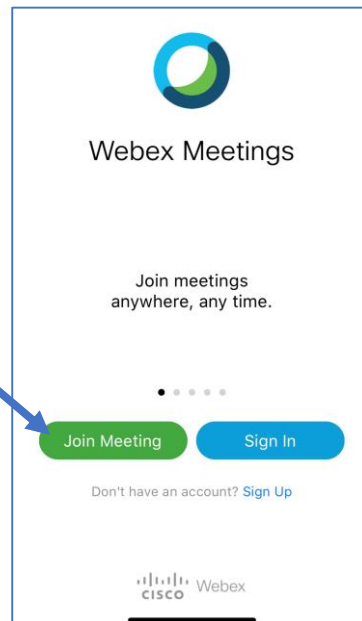 Webex Meetings
Join meetings
anywhere, any time.
Join Meeting
Sign In
Don't have an account? Sign Up
CISCO Webex